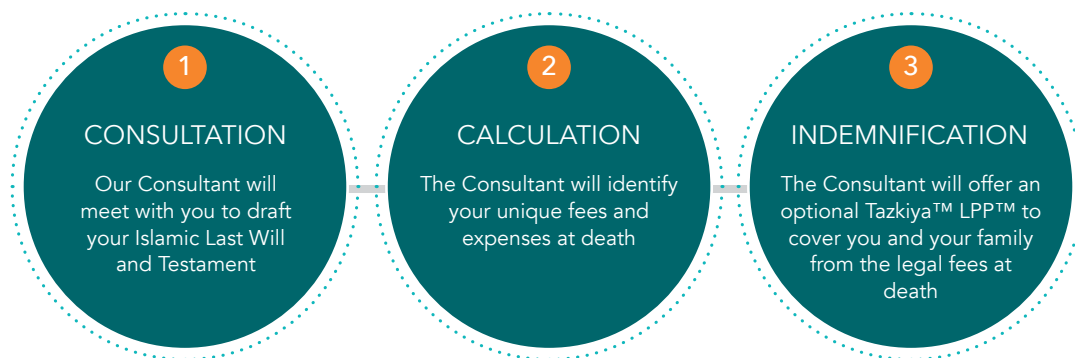 1
CONSULTATION
Our Consultant will
meet with you to draft
your Islamic Last Will
and Testament
2
CALCULATION
The Consultant will identify
your unique fees and
expenses at death
3
INDEMNIFICATION
The Consultant will offer an
optional Tazkiya™ LPP™ to
cover you and your family
from the legal fees at
death